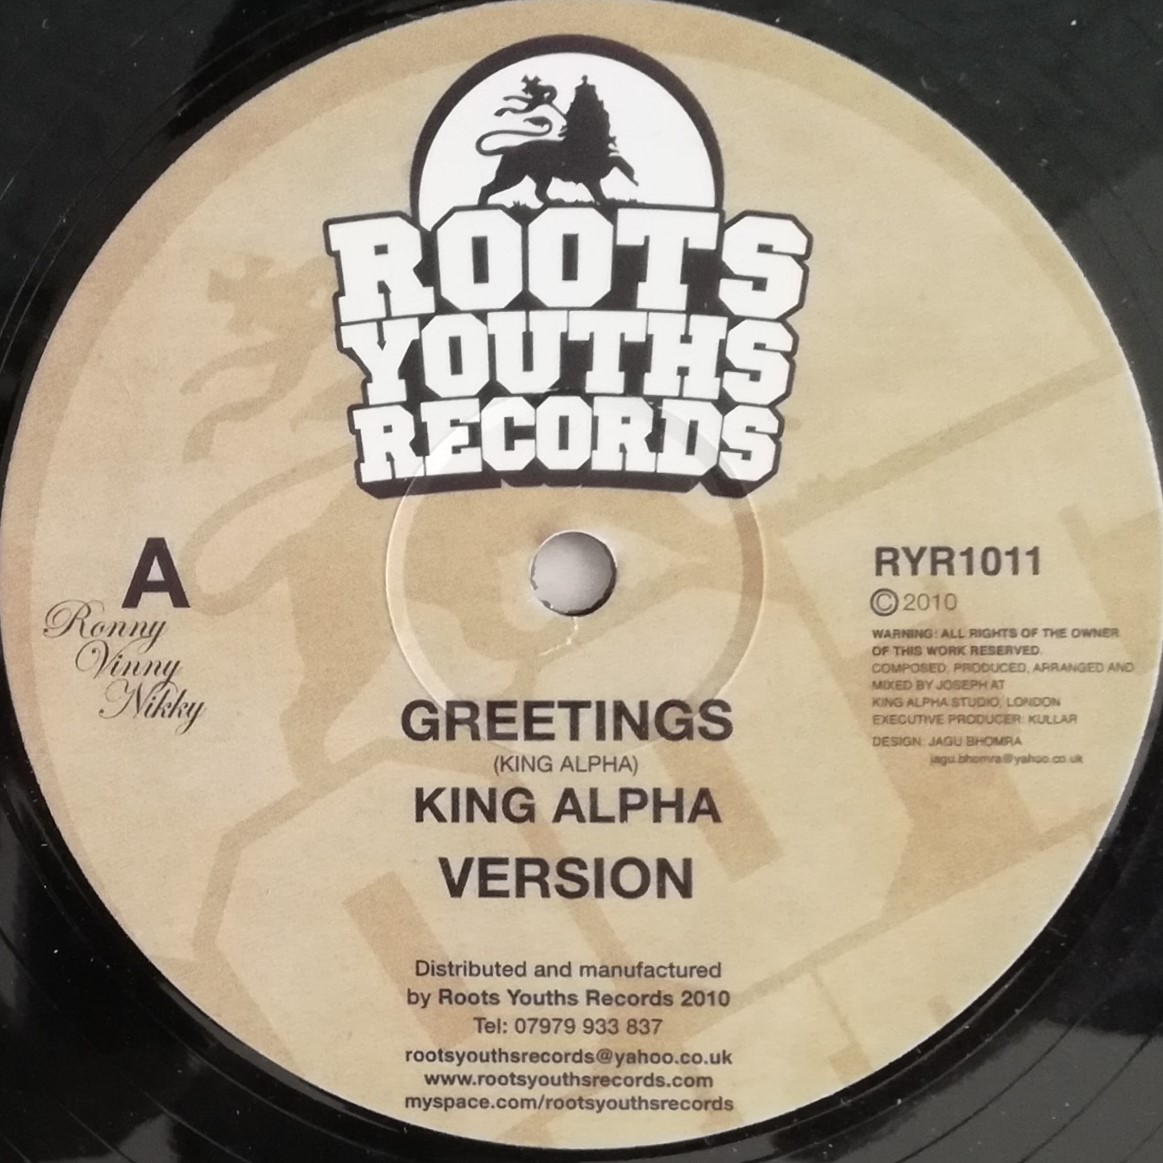 ROOTS
YOUTHS
RECORDS
A
Ronny
Vinny
Nikky
RYR1011
©2010
WARNING: ALL RIGHTS OF THE OWNER
OF THIS WORK RESERVED.
COMPOSED, PRODUCED, ARRANGED AND
MIXED BY JOSEPH AT
KING ALPHA STUDIO, LONDON
EXECUTIVE PRODUCER: KULLAR
DESIGN: JAGU BHOMRA
jagu.bhomra@yahoo.co.uk
GREETINGS
(KING ALPHA)
KING ALPHA
VERSION
Distributed and manufactured
by Roots Youths Records 2010
Tel: 07979 933 837
rootsyouthsrecords@yahoo.co.uk
www.rootsyouthsrecords.com
myspace.com/rootsyouthsrecords